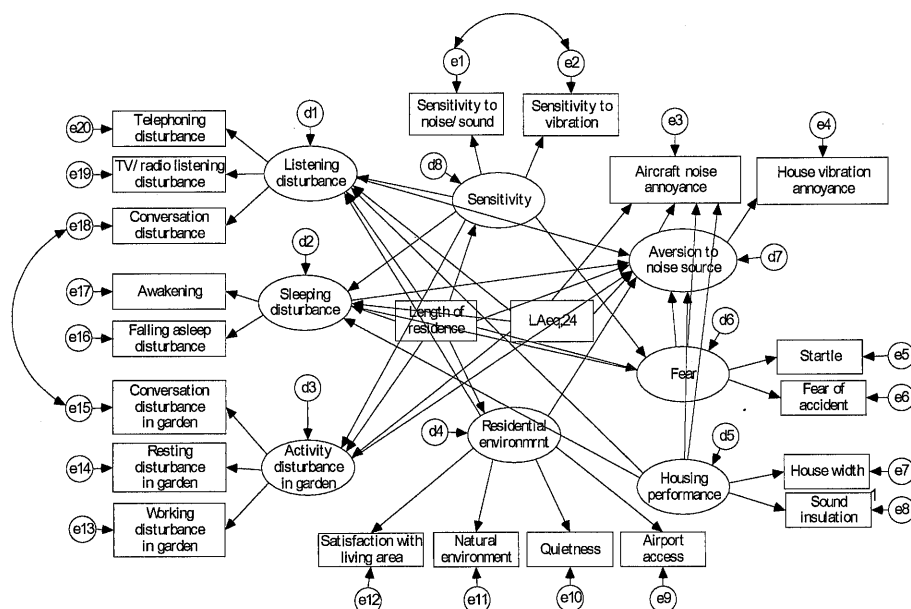 e1
e2
Sensitivity to
noise/ sound
Sensitivity to
vibration
e3
e4
Aircraft noise
annoyance
House vibration
annoyance
e20
Telephoning
disturbance
d1
e19
TV/ radio listening
disturbance
Listening
disturbance
d8
Sensitivity
e18
Conversation
disturbance
d2
Aversion to
noise source
d7
e17
Awakening
Sleeping
disturbance
Length of
residence
LAeq,24
e16
Falling asleep
disturbance
d6
Fear
Startle
e5
Fear of
accident
e6
e15
Conversation
disturbance
in garden
d3
d4
Residential
environmrnt
d5
e14
Resting
disturbance
in garden
Activity
disturbance
in garden
Housing
performance
House width
e7
Sound
insulation
1
e8
e13
Working
disturbance
in garden
Satisfaction with
living area
Natural
environment
Quietness
Airport
access
e12
e11
e10
e9